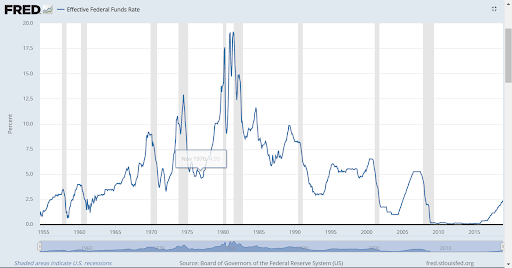 FRED — Effective Federal Funds Rate
20.0
17.5
15.0
12.5
10.0
7.5
5.0
2.5
0.0
Percent
1955 1960 1965 1970 1975 1980 1985 1990 1995 2000 2005 2010 2015
Shaded areas indicate U.S. recessions
Source: Board of Governors of the Federal Reserve System (US)
fred.stlouisfed.org